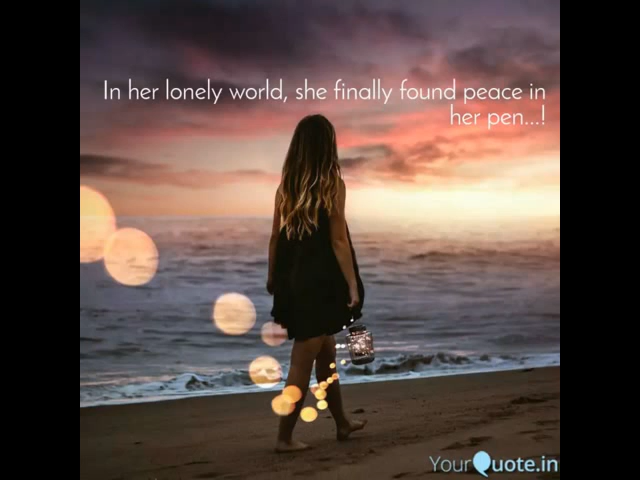 In her lonely world, she finally found peace in
her pen...!
YourQuote.in